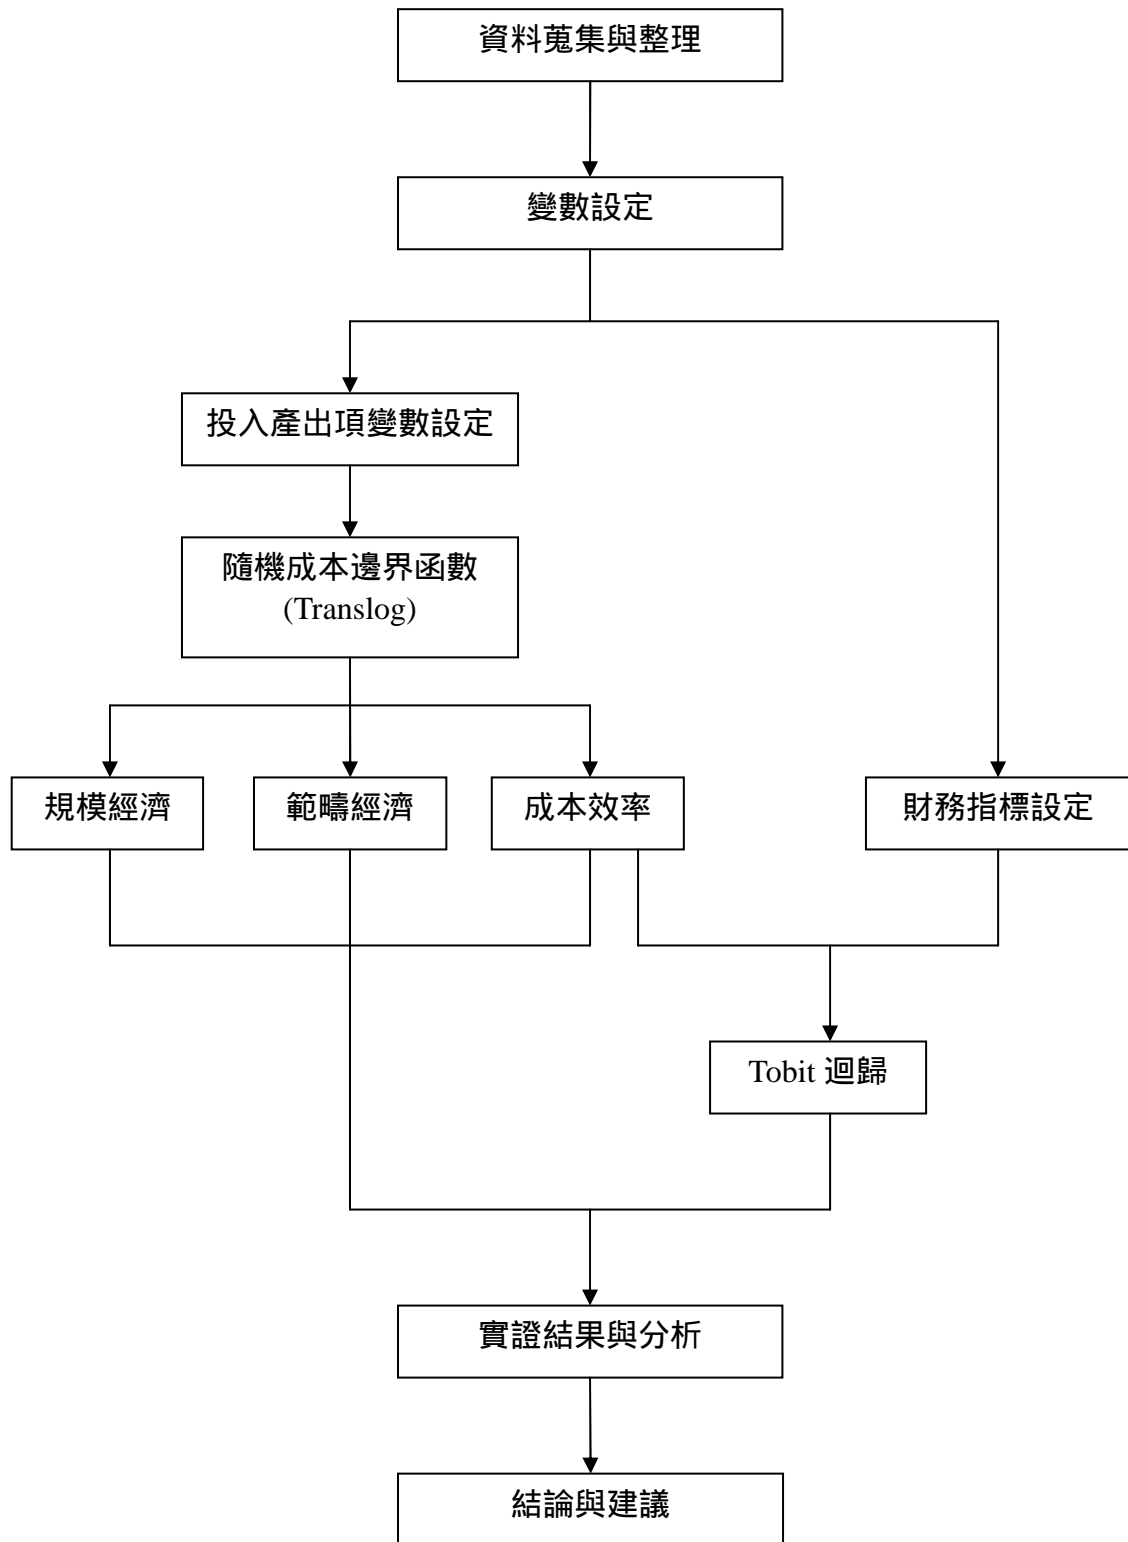 資料蒐集與整理
變數設定
投入產出項變數設定
隨機成本邊界函數
(Translog)
規模經濟
範疇經濟
成本效率
財務指標設定
Tobit 迴歸
實證結果與分析
結論與建議